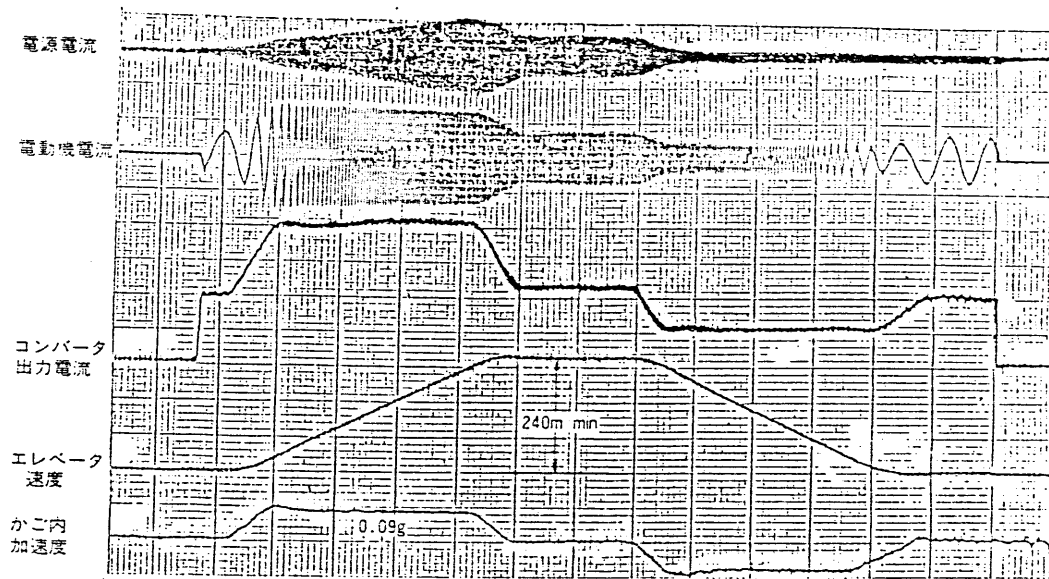 電源電流
電動機電流
コンバータ
出力電流
240m min
エレベータ
速度
かご内
加速度
0.09g